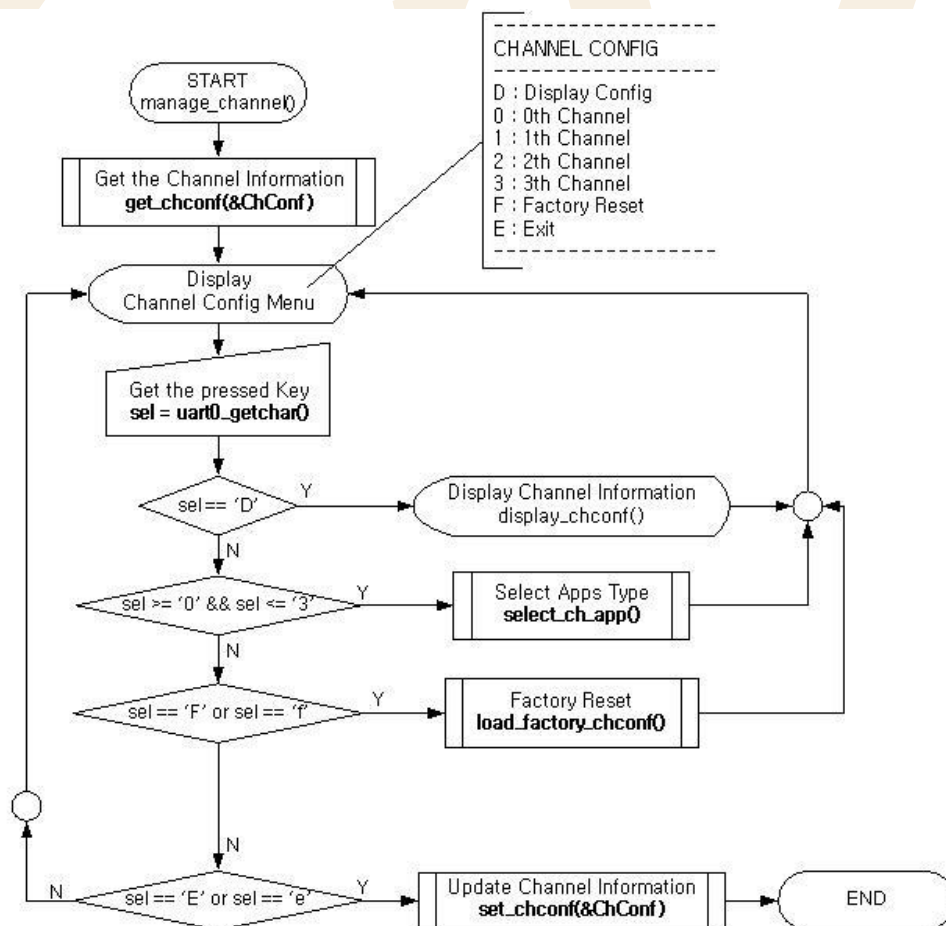 ---------------------
CHANNEL CONFIG
---------------------
D : Display Config
0 : 0th Channel
1 : 1th Channel
2 : 2th Channel
3 : 3th Channel
F : Factory Reset
E : Exit
---------------------
START
manage_channel()
Get the Channel Information
get_chconf(&ChConf)
Display
Channel Config Menu
Get the pressed Key
sel = uart0_getchar()
sel == 'D'
Y
Display Channel Information
display_chconf()
N
sel >= '0' && sel <= '3'
Y
Select Apps Type
select_ch_app()
N
sel == 'F' or sel == 'f'
Y
Factory Reset
load_factory_chconf()
N
N
sel == 'E' or sel == 'e'
Y
Update Channel Information
set_chconf(&ChConf)
END